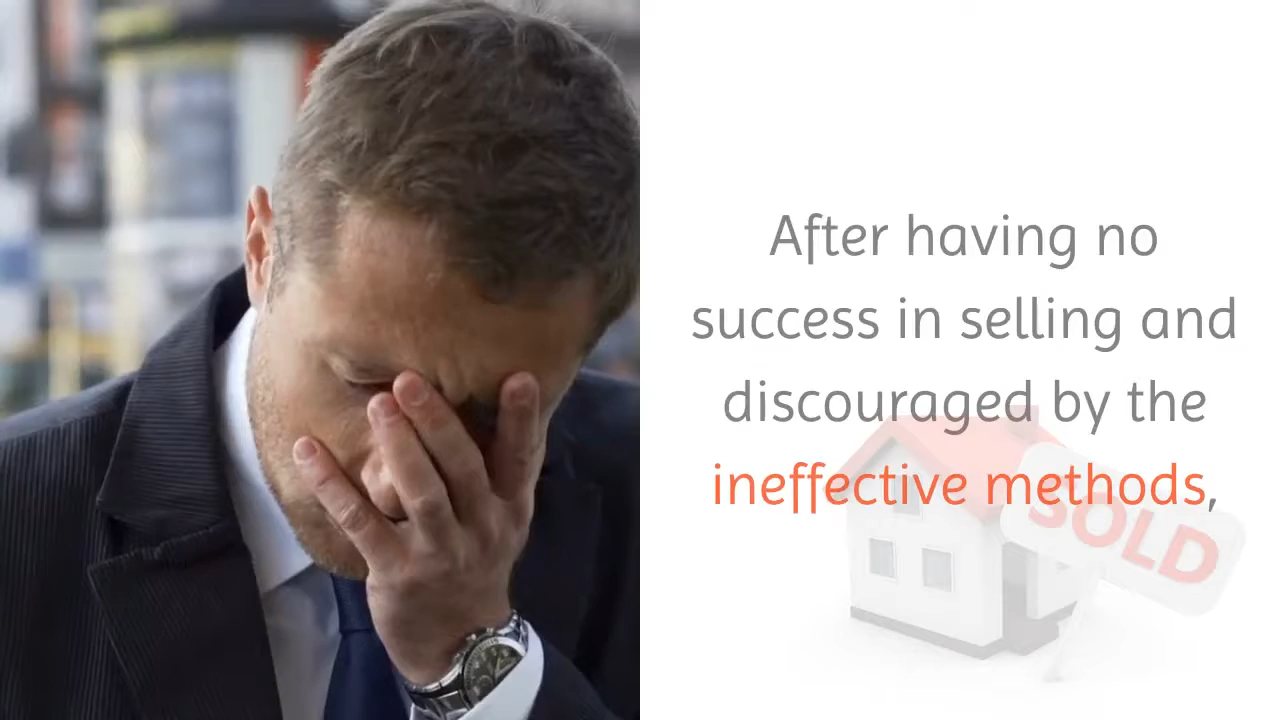 After having no
success in selling and
discouraged by the
ineffective methods,
SOLD